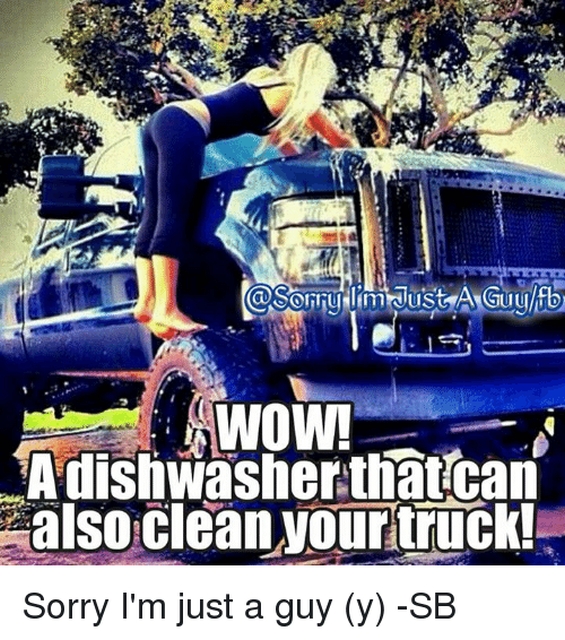 @Sorry I'm Just A Guy/fb
WOW!
A dishwasher that can
also clean your truck!
Sorry I'm just a guy (y) -SB